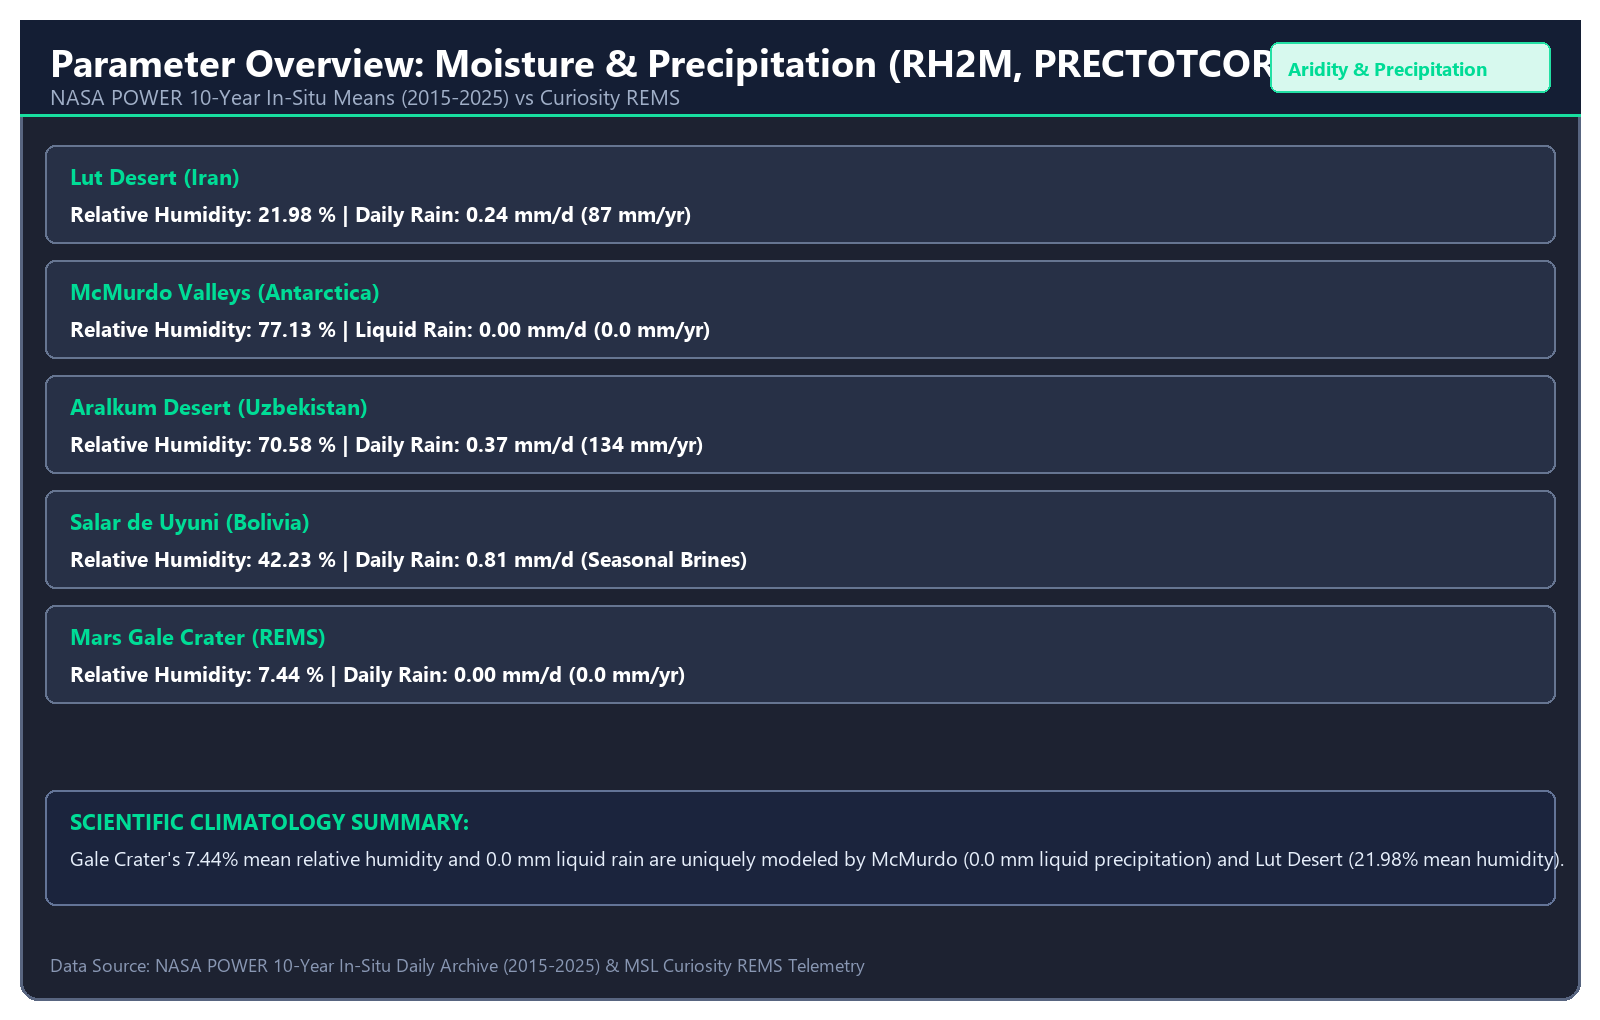 Parameter Overview: Moisture & Precipitation (RH2M, PRECTOTCOR
Aridity & Precipitation
NASA POWER 10-Year In-Situ Means (2015-2025) vs Curiosity REMS
Lut Desert (Iran)
Relative Humidity: 21.98 % | Daily Rain: 0.24 mm/d (87 mm/yr)
McMurdo Valleys (Antarctica)
Relative Humidity: 77.13 % | Liquid Rain: 0.00 mm/d (0.0 mm/yr)
Aralkum Desert (Uzbekistan)
Relative Humidity: 70.58 % | Daily Rain: 0.37 mm/d (134 mm/yr)
Salar de Uyuni (Bolivia)
Relative Humidity: 42.23 % | Daily Rain: 0.81 mm/d (Seasonal Brines)
Mars Gale Crater (REMS)
Relative Humidity: 7.44 % | Daily Rain: 0.00 mm/d (0.0 mm/yr)
SCIENTIFIC CLIMATOLOGY SUMMARY:
Gale Crater's 7.44% mean relative humidity and 0.0 mm liquid rain are uniquely modeled by McMurdo (0.0 mm liquid precipitation) and Lut Desert (21.98% mean humidity).
Data Source: NASA POWER 10-Year In-Situ Daily Archive (2015-2025) & MSL Curiosity REMS Telemetry